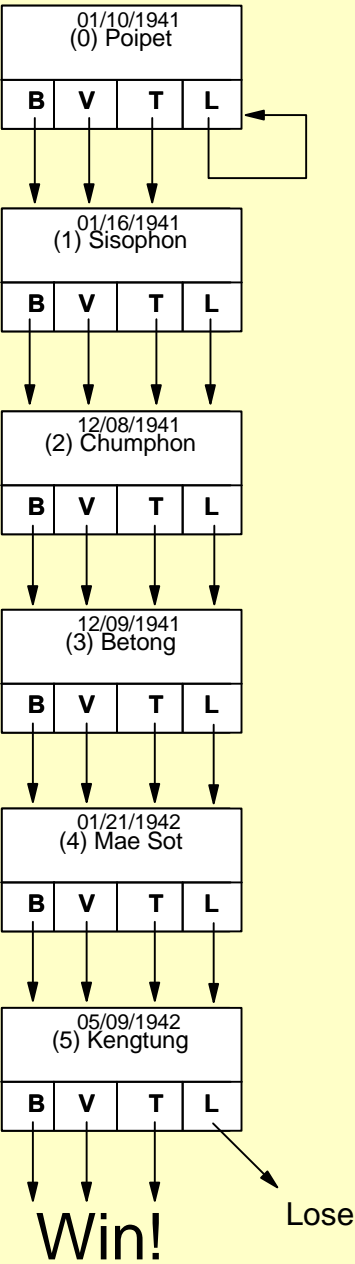 01/10/1941
(0) Poipet
B V T L
01/16/1941
(1) Sisophon
B V T L
12/08/1941
(2) Chumphon
B V T L
12/09/1941
(3) Betong
B V T L
01/21/1942
(4) Mae Sot
B V T L
05/09/1942
(5) Kengtung
B V T L
Lose
Win!